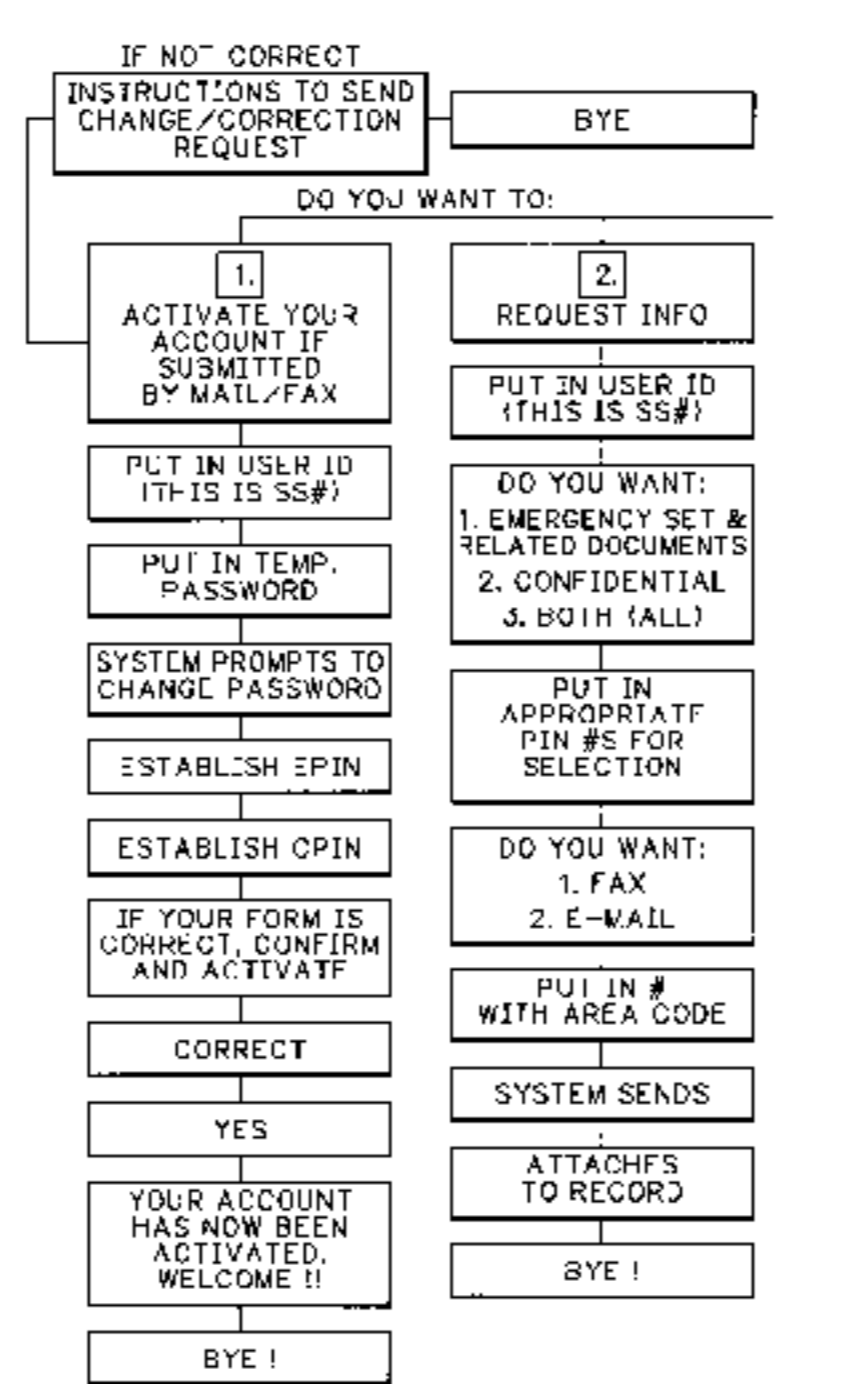 IF NOT CORRECT
INSTRUCTIONS TO SEND
CHANGE/CORRECTION
REQUEST
BYE
DO YOU WANT TO:
1.
ACTIVATE YOUR
ACCOUNT IF
SUBMITTED
BY MAIL/FAX
PUT IN USER ID
(THIS IS SS#)
PUT IN TEMP.
PASSWORD
SYSTEM PROMPTS TO
CHANGE PASSWORD
ESTABLISH EPIN
ESTABLISH CPIN
IF YOUR FORM IS
CORRECT, CONFIRM
AND ACTIVATE
CORRECT
YES
YOUR ACCOUNT
HAS NOW BEEN
ACTIVATED.
WELCOME !!
BYE !
2.
REQUEST INFO
PUT IN USER ID
(THIS IS SS#)
DO YOU WANT:
1. EMERGENCY SET &
RELATED DOCUMENTS
2. CONFIDENTIAL
3. BOTH (ALL)
PUT IN
APPROPRIATE
PIN #S FOR
SELECTION
DO YOU WANT:
1. FAX
2. E-MAIL
PUT IN #
WITH AREA CODE
SYSTEM SENDS
ATTACHES
TO RECORD
BYE !